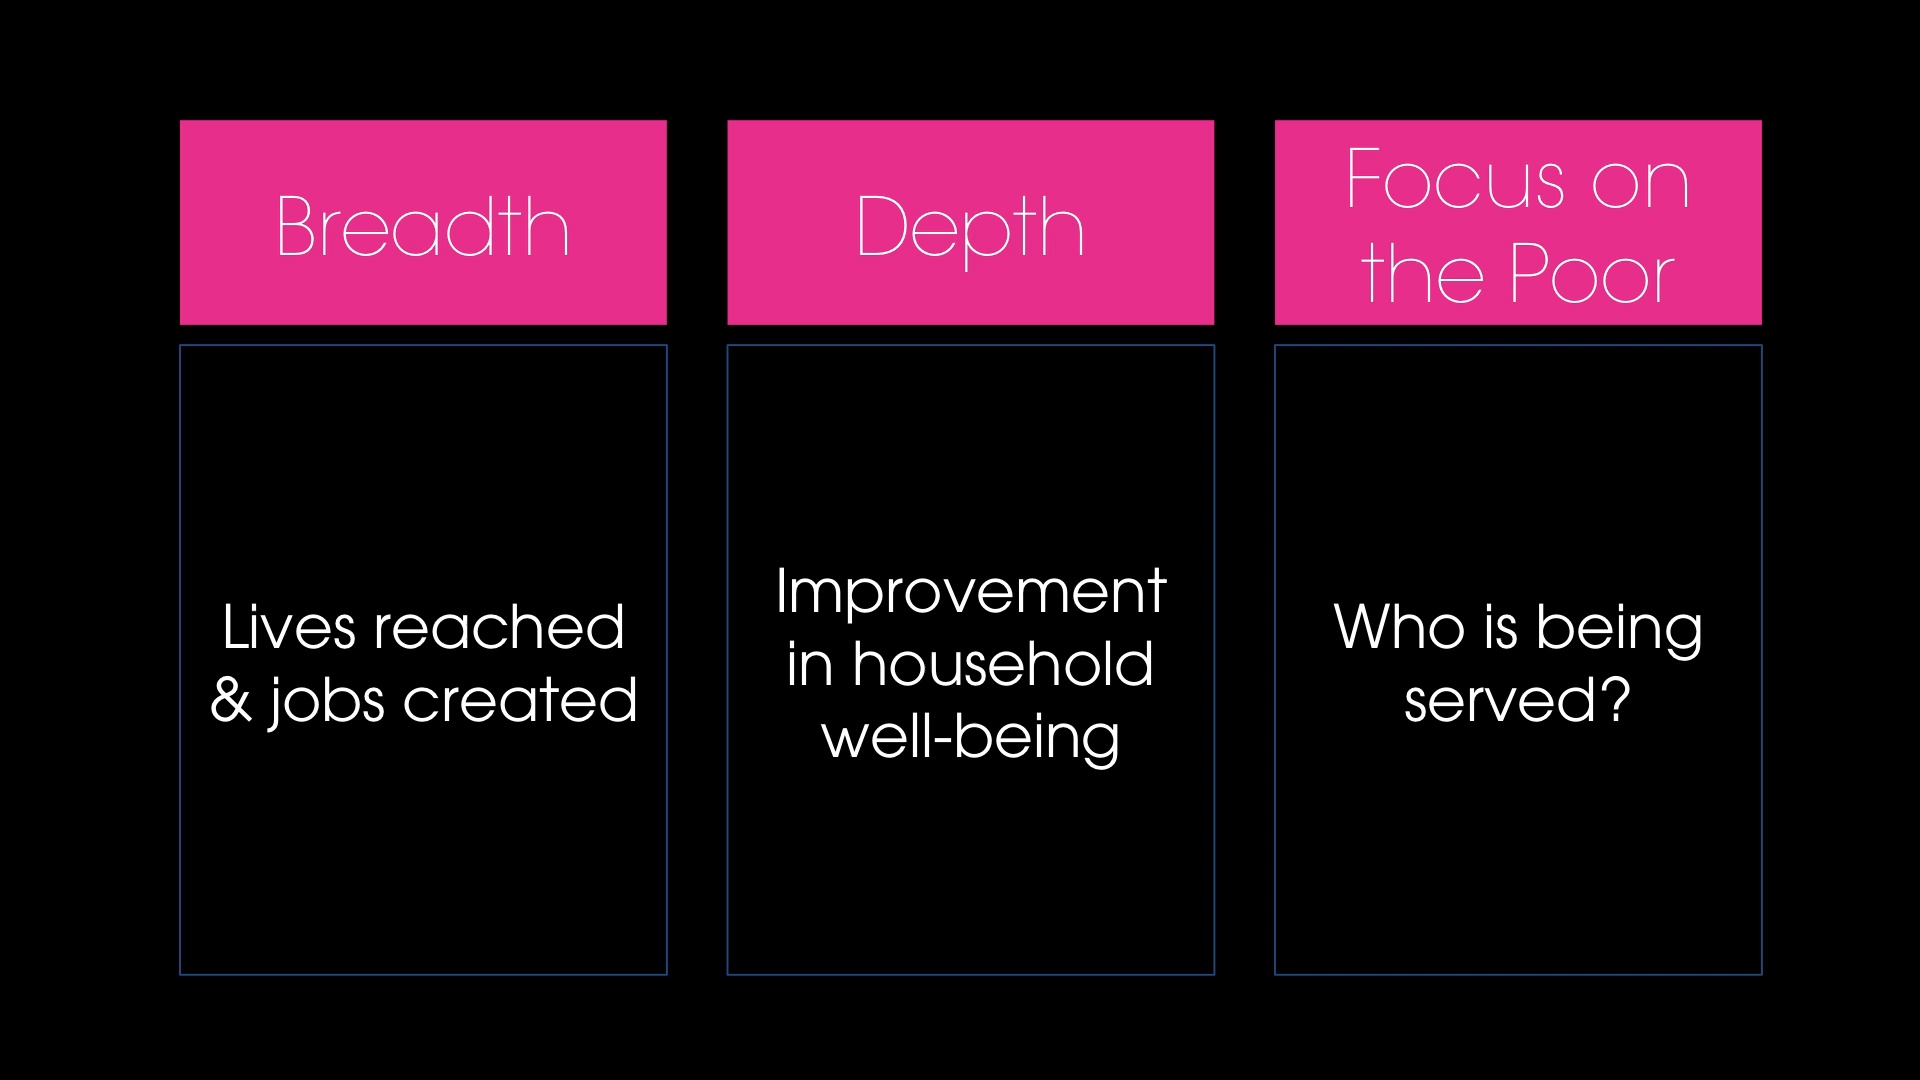 Breadth
Lives reached
& jobs created
Depth
Improvement
in household
well-being
Focus on
the Poor
Who is being
served?